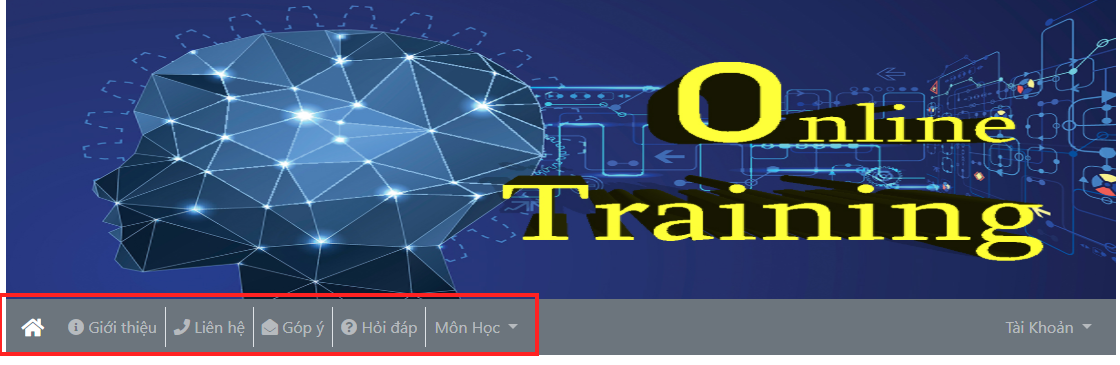 Online
Training
Giới thiệu Liên hệ Góp ý Hỏi đáp Môn Học Tài Khoản